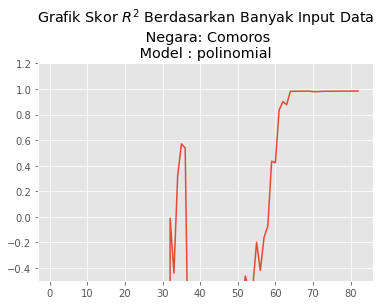 Grafik Skor R² Berdasarkan Banyak Input Data
Negara: Comoros
Model : polinomial
1.2
1.0
0.8
0.6
0.4
0.2
0.0
−0.2
−0.4
0 10 20 30 40 50 60 70 80